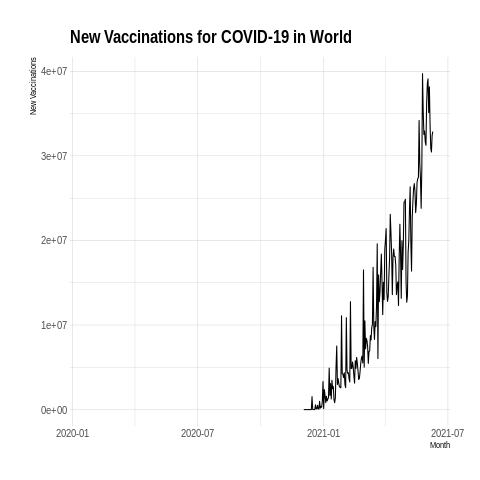 New Vaccinations for COVID-19 in World
New Vaccinations
4e+07
3e+07
2e+07
1e+07
0e+00
2020-01 2020-07 2021-01 2021-07
Month